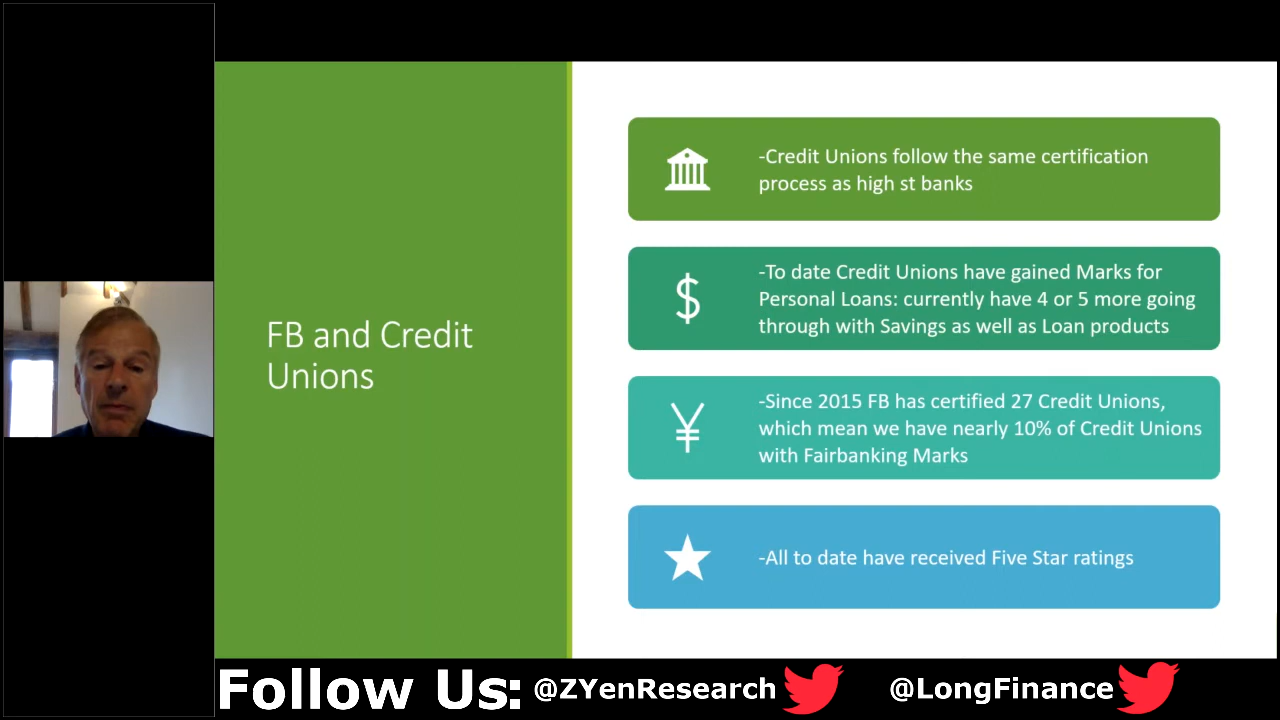 FB and Credit
Unions
-Credit Unions follow the same certification
process as high st banks
-To date Credit Unions have gained Marks for
Personal Loans: currently have 4 or 5 more going
through with Savings as well as Loan products
-Since 2015 FB has certified 27 Credit Unions,
which mean we have nearly 10% of Credit Unions
with Fairbanking Marks
-All to date have received Five Star ratings
Follow Us: @ZYenResearch @LongFinance